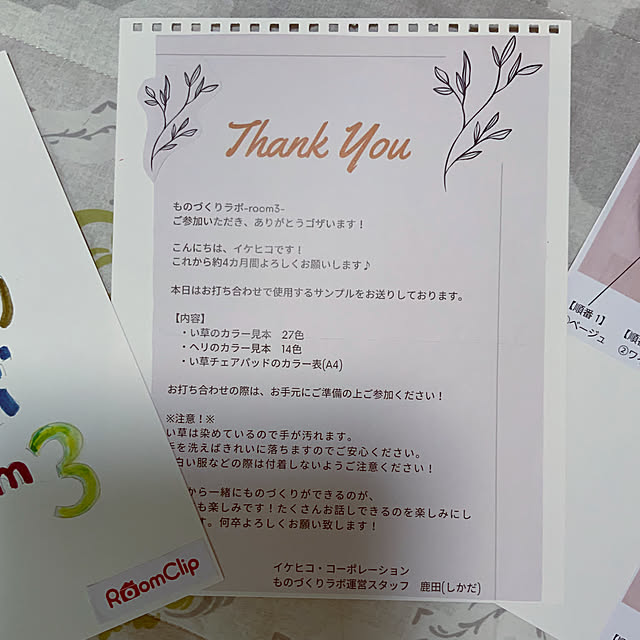 Thank You
ものづくりラボ-room3-
ご参加いただき、ありがとうゴザいます！
こんにちは、イケヒコです！
これから約4カ月間よろしくお願いします♪
本日はお打ち合わせで使用するサンプルをお送りしております。
【内容】
・い草のカラー見本　27色
・ヘリのカラー見本　14色
・い草チェアパッドのカラー表(A4)
お打ち合わせの際は、お手元にご準備の上ご参加ください！
※注意！※
い草は染めているので手が汚れます。
手を洗えばきれいに落ちますのでご安心ください。
白い服などの際は付着しないようご注意ください！
から一緒にものづくりができるのが、
も楽しみです！たくさんお話しできるのを楽しみにし
す。何卒よろしくお願い致します！
イケヒコ・コーポレーション
ものづくりラボ運営スタッフ　鹿田(しかだ)
り
m 3
RoomClip
【順番 1】
ベージュ
【順
②ワ